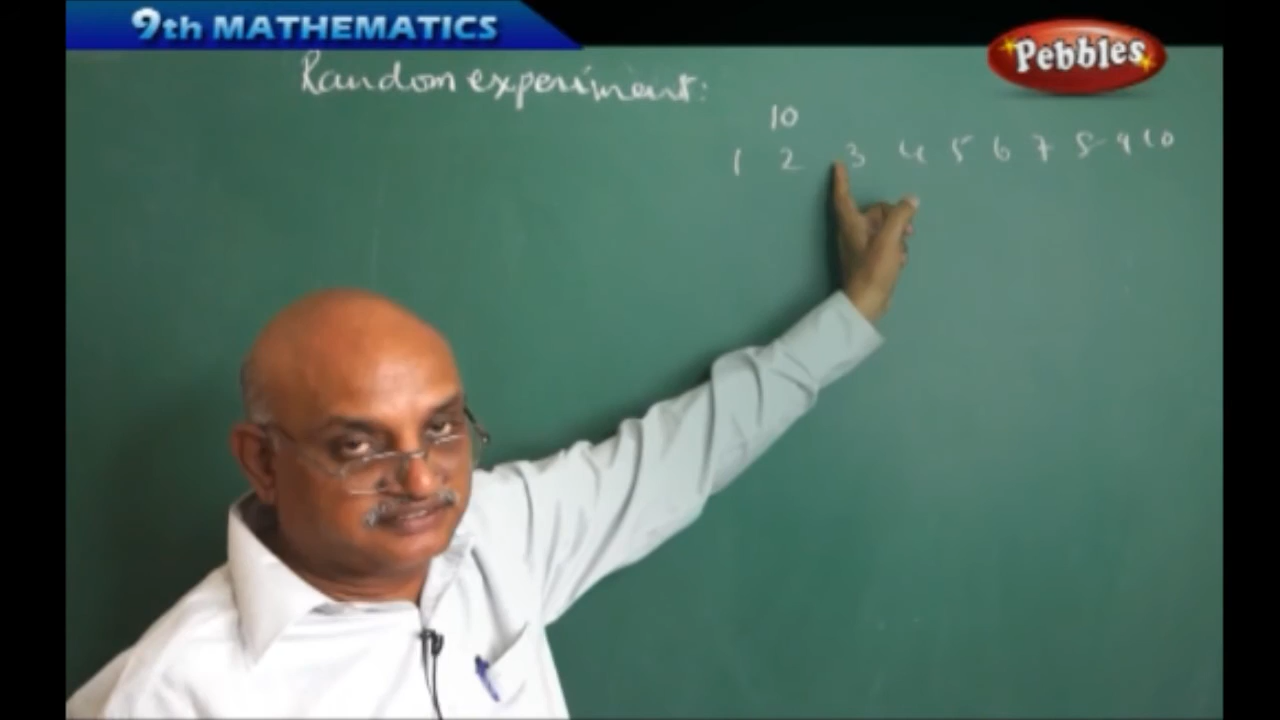 9th MATHEMATICS
Pebbles
Random experiment:
10
1 2 3 4 5 6 7 8 9 10